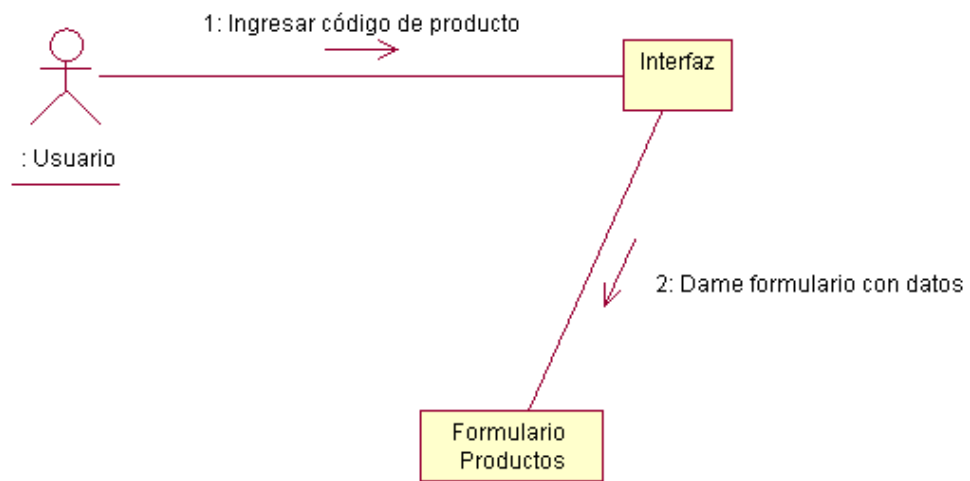 1: Ingresar código de producto
Interfaz
: Usuario
2: Dame formulario con datos
Formulario
Productos